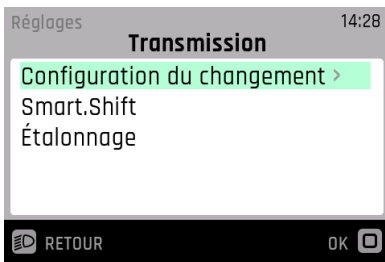 Réglages 14:28
Transmission
Configuration du changement >
Smart.Shift
Étalonnage
RETOUR OK